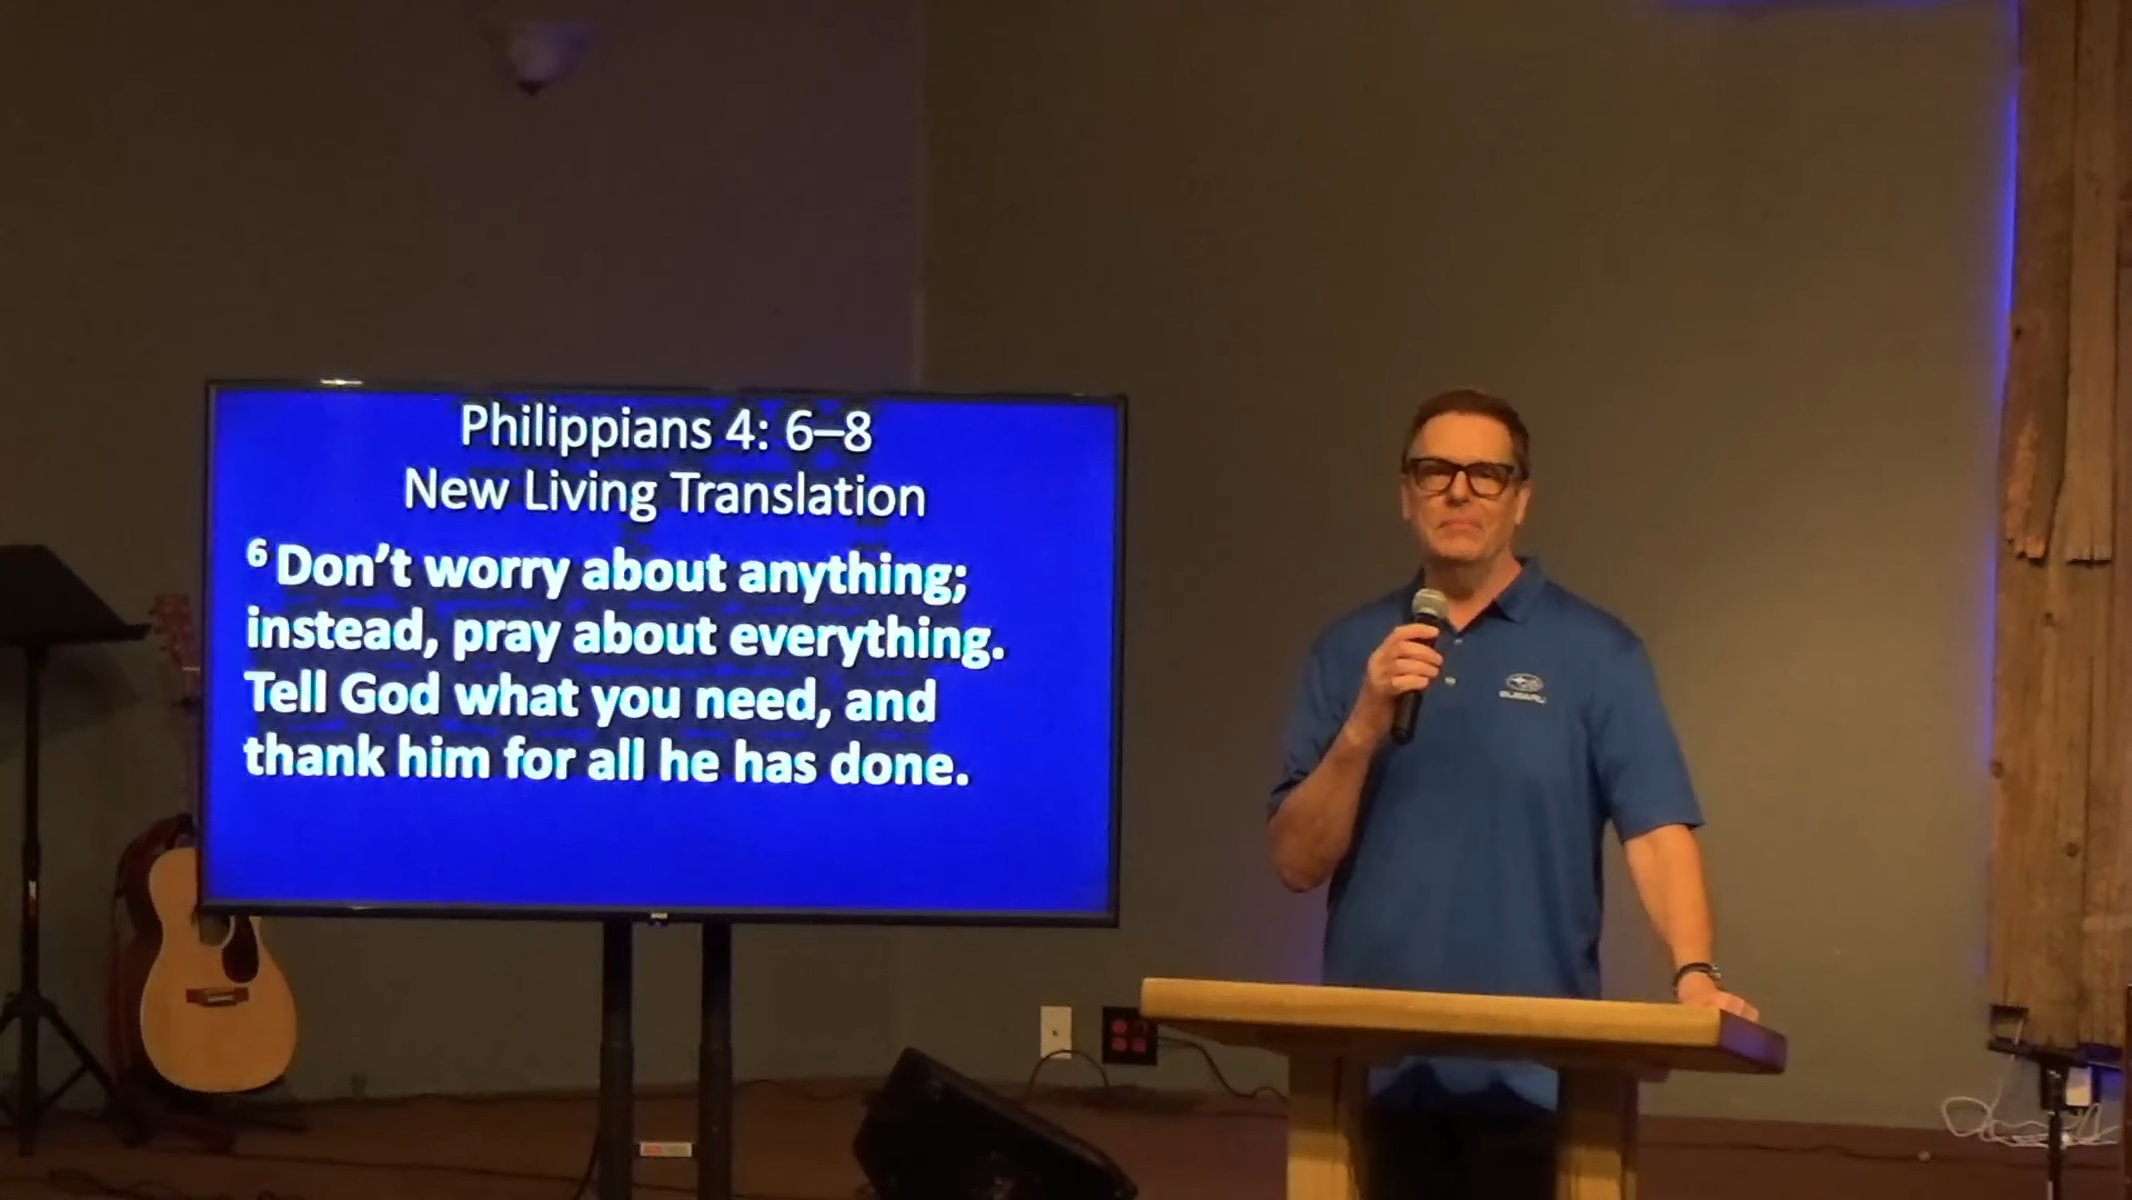 Philippians 4: 6–8
New Living Translation
6 Don’t worry about anything;
instead, pray about everything.
Tell God what you need, and
thank him for all he has done.
SUBARU